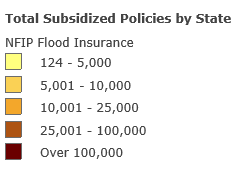 Total Subsidized Policies by State
NFIP Flood Insurance
124 - 5,000
5,001 - 10,000
10,001 - 25,000
25,001 - 100,000
Over 100,000